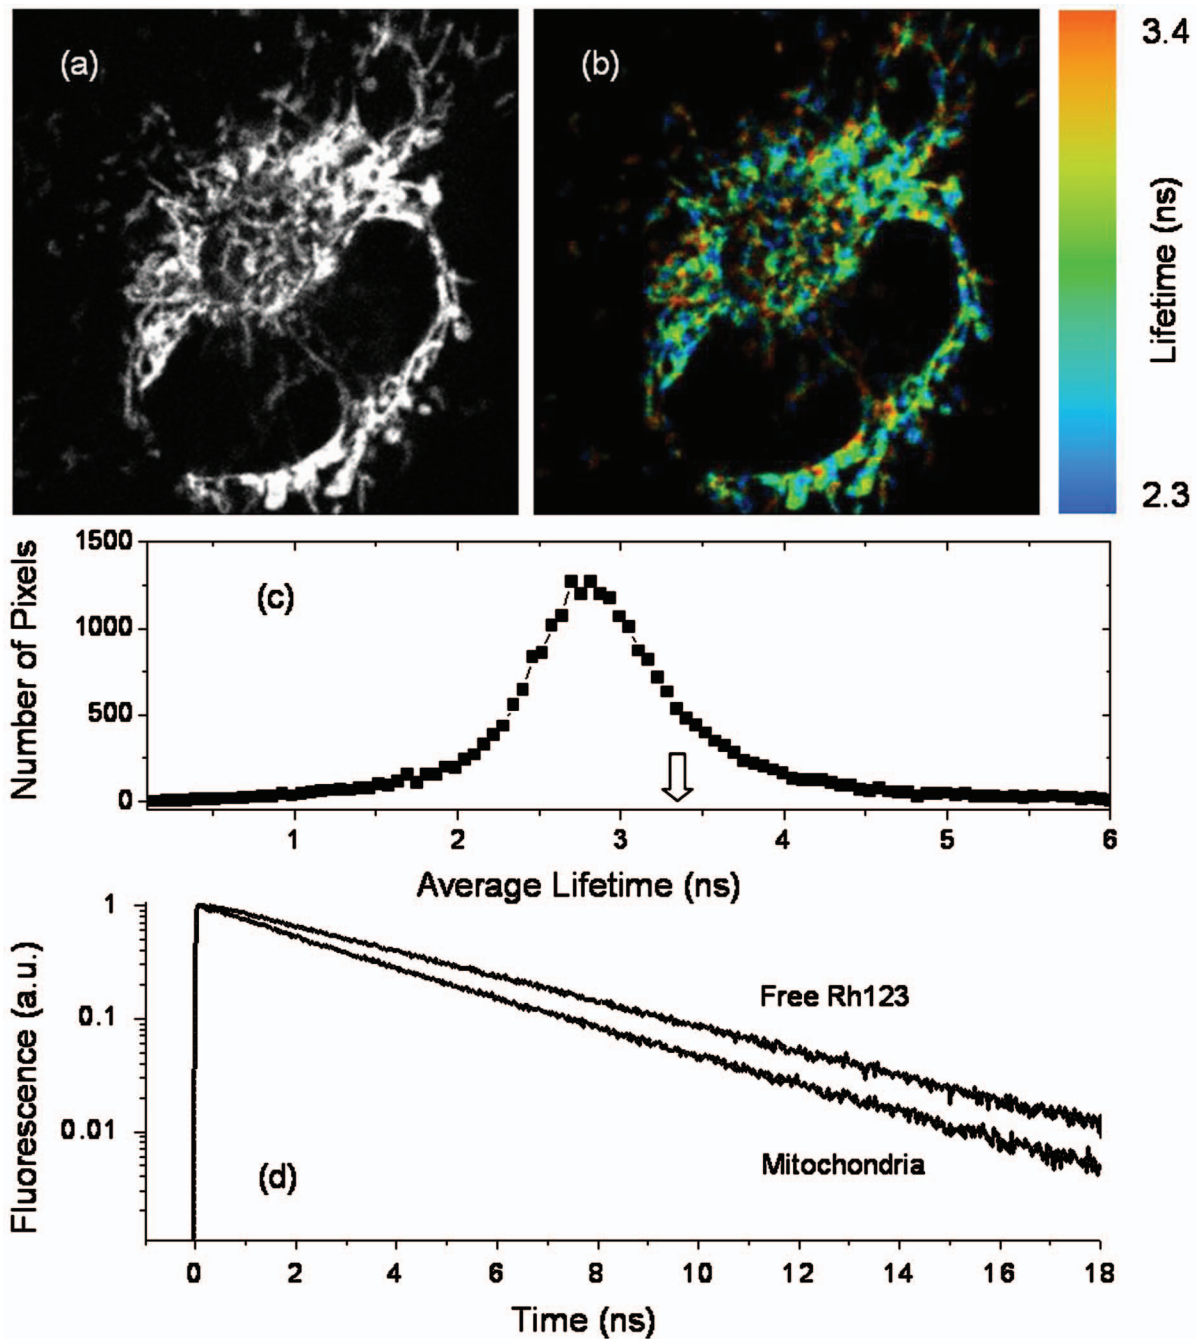 (a)
(b)
3.4
Lifetime (ns)
2.3
1500
1000
500
0
Number of Pixels
(c)
1 2 3 4 5 6
Average Lifetime (ns)
1
0.1
0.01
Fluorescence (a.u.)
Free Rh123
Mitochondria
(d)
0 2 4 6 8 10 12 14 16 18
Time (ns)